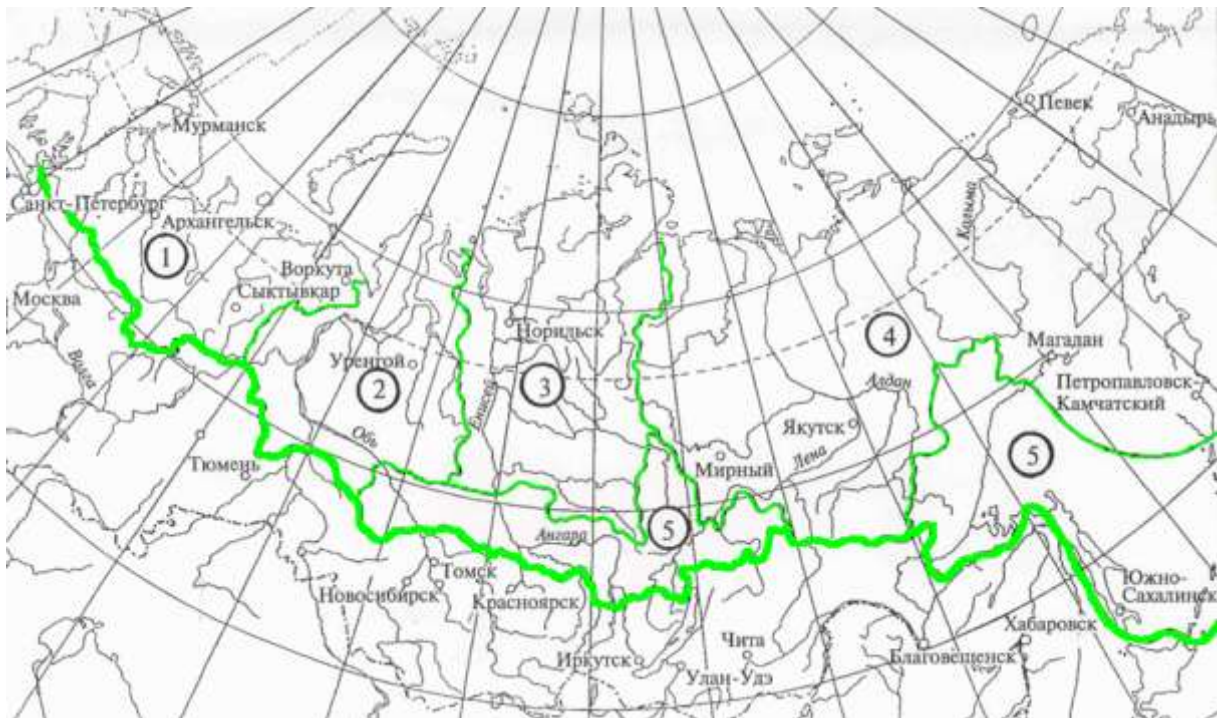 Певек
Анадырь
Мурманск
Санкт-Петербург
Архангельск
1
Колыма
Воркута
Сыктывкар
Москва
Волга
Норильск
Уренгой
2
3
4
Енисей
Магадан
Петропавловск-
Камчатский
Алдан
Якутск
Обь
Тюмень
Мирный
Лена
5
5
Ангара
Томск
Новосибирск
Красноярск
Южно-
Сахалинск
Хабаровск
Чита
Иркутск
Улан-Удэ
Благовещенск